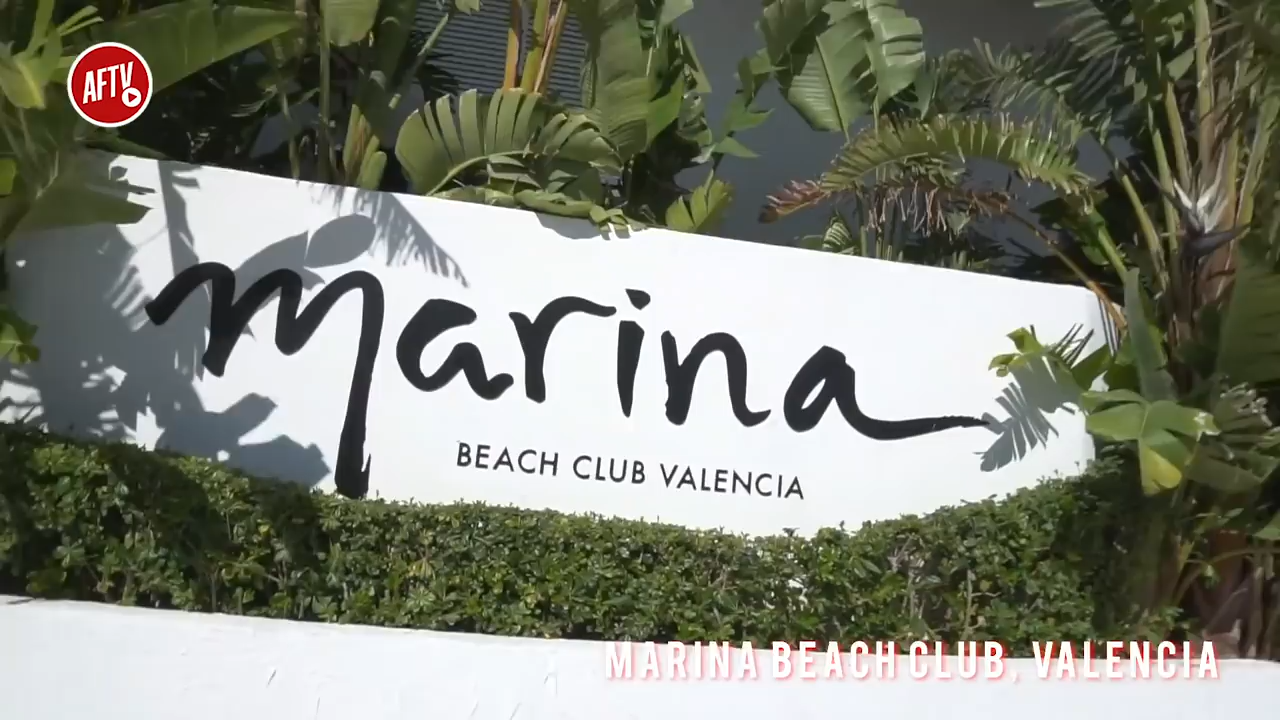 AFTV
marina
BEACH CLUB VALENCIA
MARINA BEACH CLUB, VALENCIA